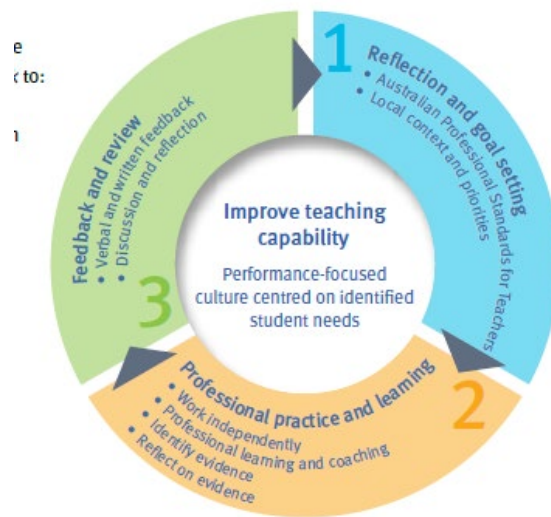 e
k to:
n
1
Reflection and goal setting
• Australian Professional Standards for Teachers
• Local context and priorities
2
Professional practice and learning
• Work independently
• Professional learning and coaching
• Identify evidence
• Reflect on evidence
3
Feedback and review
• Verbal and written feedback
• Discussion and reflection
Improve teaching
capability
Performance-focused
culture centred on identified
student needs